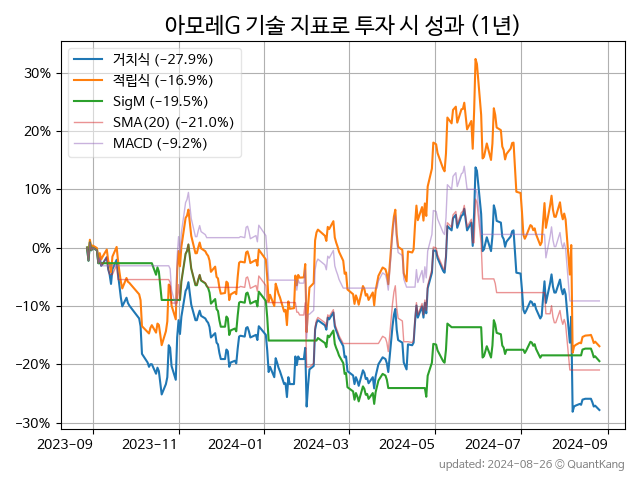 아모레G 기술 지표로 투자 시 성과 (1년)
거치식 (−27.9%)
적립식 (−16.9%)
SigM (−19.5%)
SMA(20) (−21.0%)
MACD (−9.2%)
30%
20%
10%
0%
−10%
−20%
−30%
2023-09
2023-11
2024-01
2024-03
2024-05
2024-07
2024-09
updated: 2024-08-26 ⓒ QuantKang